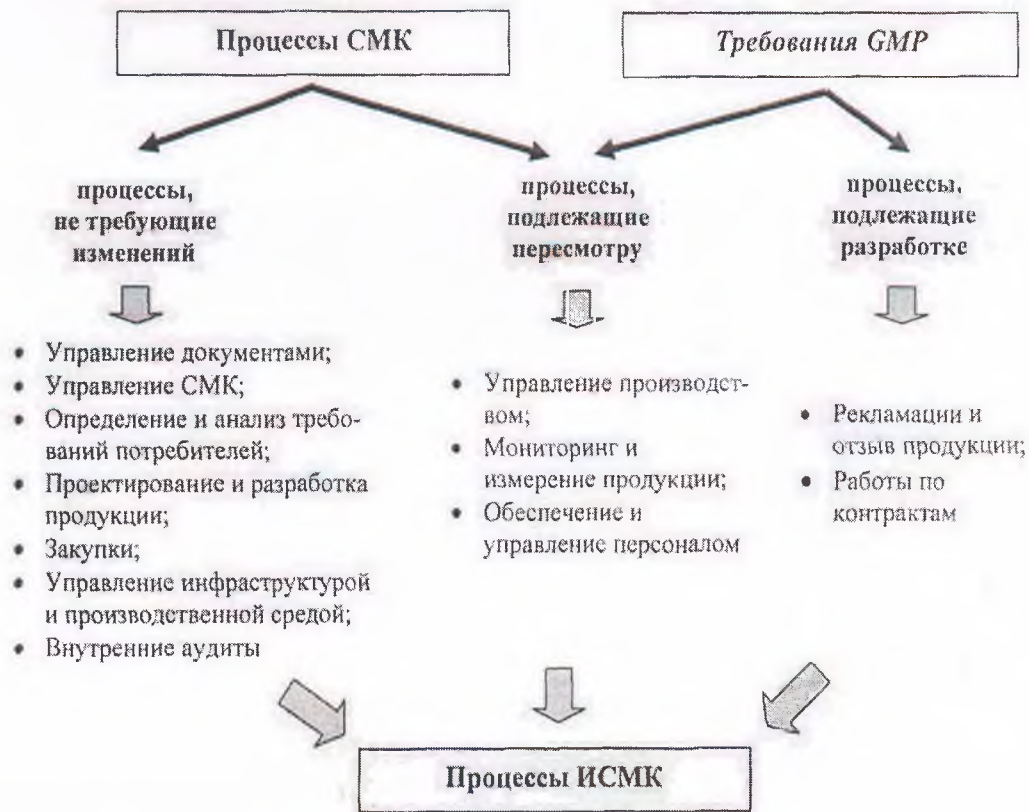 Процессы СМК
Требования GMP
процессы,
не требующие
изменений
процессы,
подлежащие
пересмотру
процессы,
подлежащие
разработке
• Управление документами;
• Управление СМК;
• Определение и анализ требо-
ваний потребителей;
• Проектирование и разработка
продукции;
• Закупки;
• Управление инфраструктурой
и производственной средой;
• Внутренние аудиты
• Управление производст-
вом;
• Мониторинг и
измерение продукции;
• Обеспечение и
управление персоналом
• Рекламации и
отзыв продукции;
• Работы по
контрактам
Процессы ИСМК